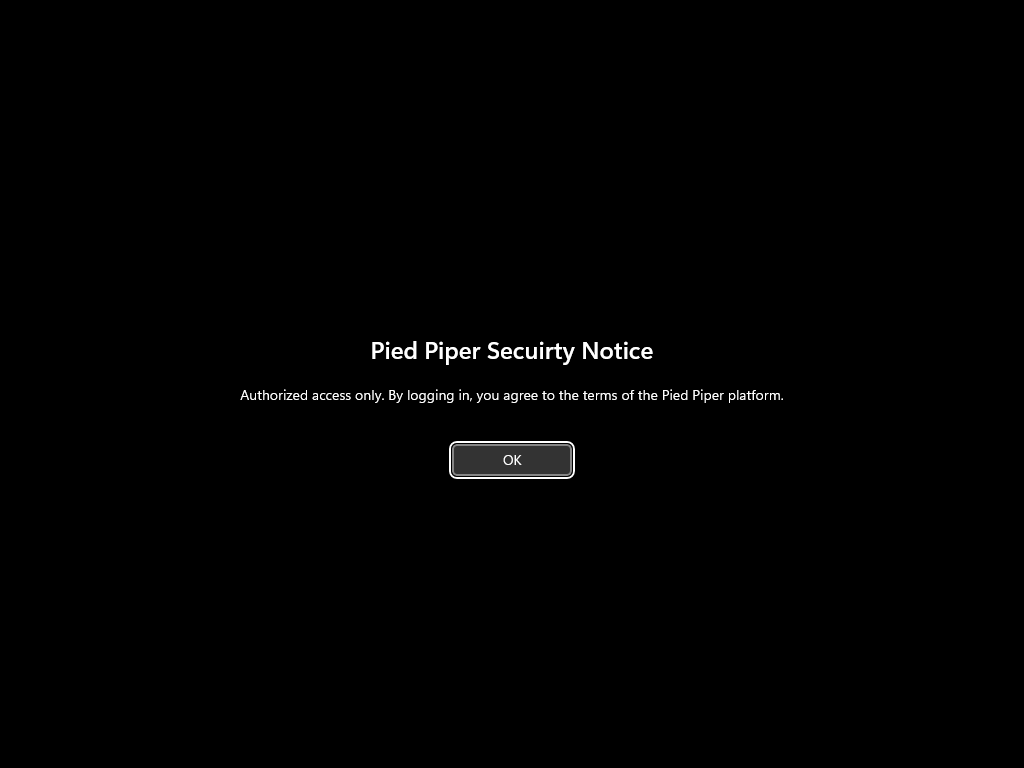 Pied Piper Secuirty Notice
Authorized access only. By logging in, you agree to the terms of the Pied Piper platform.
OK